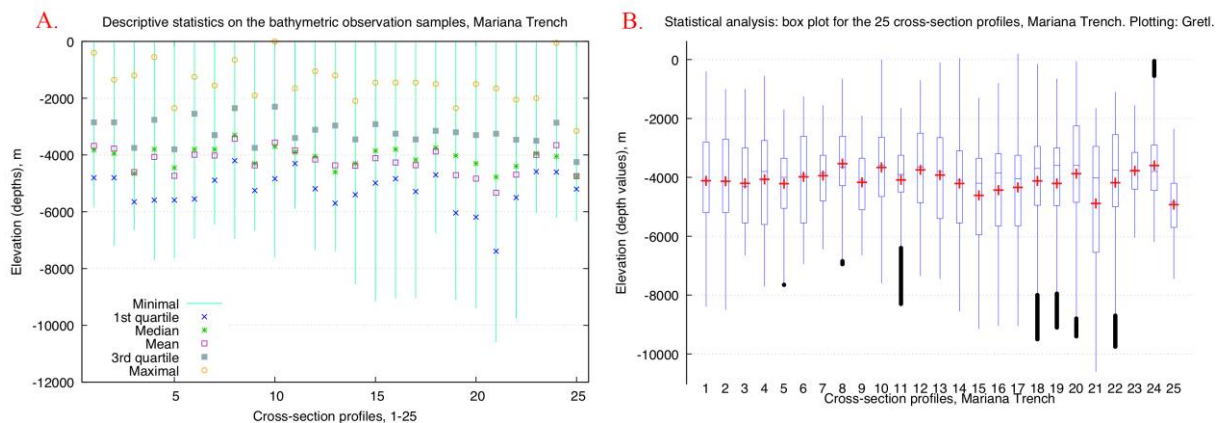 A.
Descriptive statistics on the bathymetric observation samples, Mariana Trench
0
-2000
-4000
-6000
-8000
-10000
-12000
Elevation (depths), m
Minimal
1st quartile
Median
Mean
3rd quartile
Maximal
5 10 15 20 25
Cross-section profiles, 1-25
B.
Statistical analysis: box plot for the 25 cross-section profiles, Mariana Trench. Plotting: Gretl.
0
-2000
-4000
-6000
-8000
-10000
Elevation (depth values), m
1 2 3 4 5 6 7 8 9 10 11 12 13 14 15 16 17 18 19 20 21 22 23 24 25
Cross-section profiles, Mariana Trench